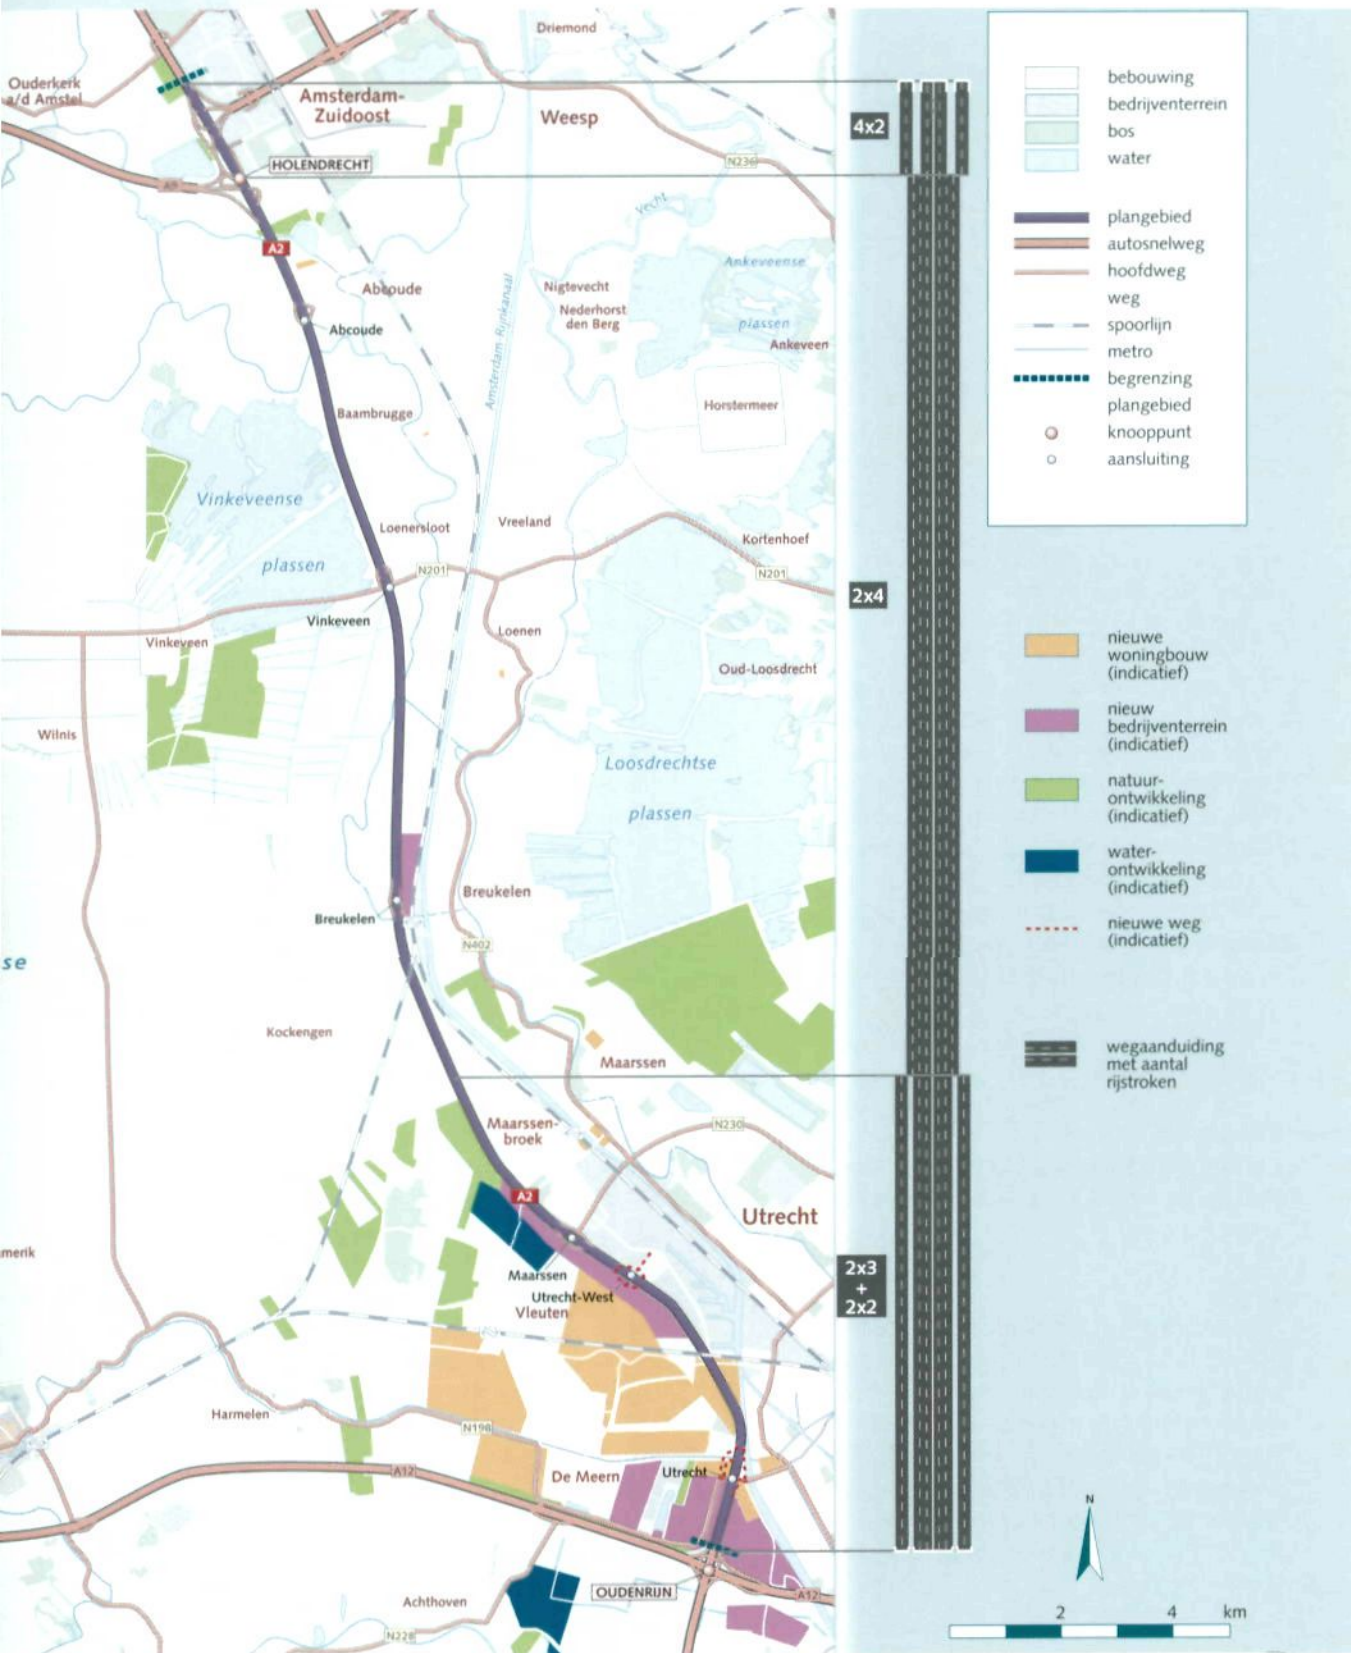 Driemond
Ouderkerk
a/d Amstel
Amsterdam-
Zuidoost
Weesp
4x2
HOLENDRECHT
N236
A9
Vecht
A2
Ankeveense
plassen
Ankeveen
Abcoude
Nigtevecht
Nederhorst
den Berg
Abcoude
Amsterdam Rijnkanaal
Baambrugge
Horstermeer
Vinkeveense
plassen
Loenersloot
Vreeland
Kortenhoef
N201
N201
2x4
Vinkeveen
Vinkeveen
Loenen
Oud-Loosdrecht
Wilnis
Loosdrechtse
plassen
Breukelen
Breukelen
N402
se
Kockengen
Maarssen
Maarssen-
broek
N230
A2
Utrecht
merik
Maarssen
Utrecht-West
Vleuten
2x3
+
2x2
Harmelen
N198
A12
De Meern
Utrecht
OUDENRIJN
A12
Achthoven
N228
bebouwing
bedrijventerrein
bos
water
plangebied
autosnelweg
hoofdweg
weg
spoorlijn
metro
begrenzing
plangebied
knooppunt
aansluiting
nieuwe
woningbouw
(indicatief)
nieuw
bedrijventerrein
(indicatief)
natuur-
ontwikkeling
(indicatief)
water-
ontwikkeling
(indicatief)
nieuwe weg
(indicatief)
wegaanduiding
met aantal
rijstroken
N
2 4 km